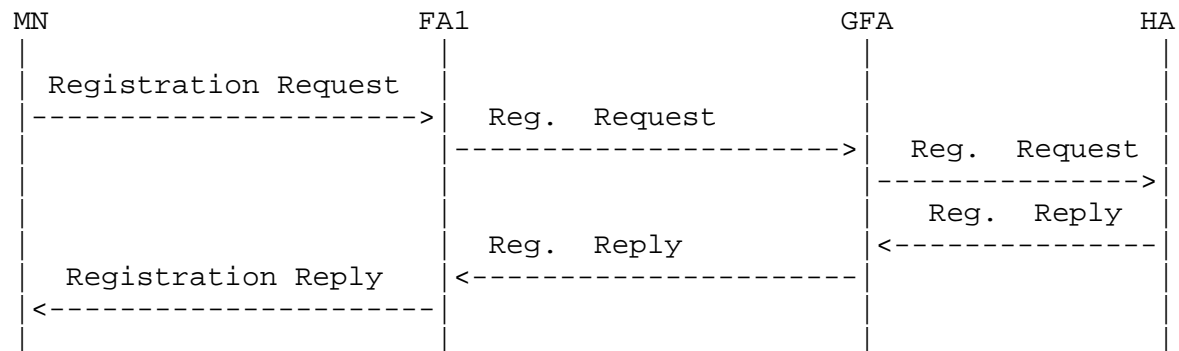 MN FA1 GFA HA
Registration Request
Reg. Request
Reg. Request
Reg. Reply
Reg. Reply
Registration Reply